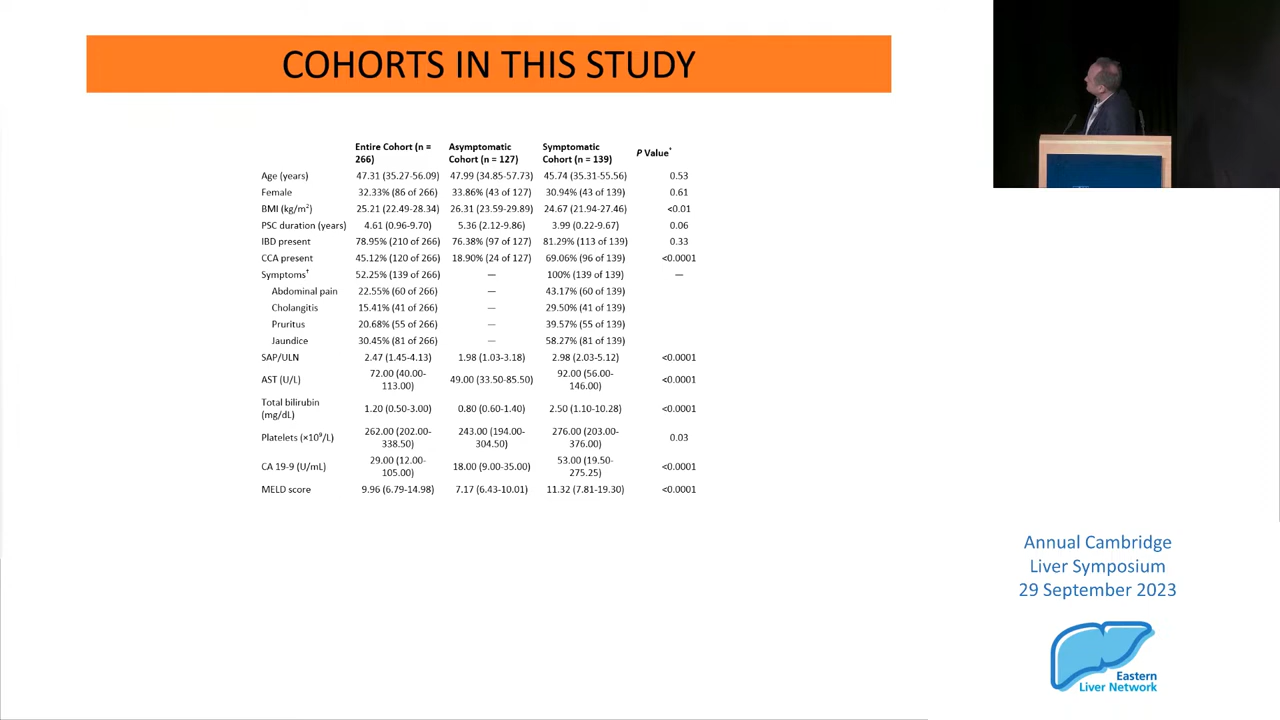 COHORTS IN THIS STUDY
Entire Cohort (n = 266) Asymptomatic Cohort (n = 127) Symptomatic Cohort (n = 139) P Value*
Age (years) 47.31 (35.27-56.09) 47.99 (34.85-57.73) 45.74 (35.31-55.56) 0.53
Female 32.33% (86 of 266) 33.86% (43 of 127) 30.94% (43 of 139) 0.61
BMI (kg/m²) 25.21 (22.49-28.34) 26.31 (23.59-29.89) 24.67 (21.94-27.46) <0.01
PSC duration (years) 4.61 (0.96-9.70) 5.36 (2.12-9.86) 3.99 (0.22-9.67) 0.06
IBD present 78.95% (210 of 266) 76.38% (97 of 127) 81.29% (113 of 139) 0.33
CCA present 45.12% (120 of 266) 18.90% (24 of 127) 69.06% (96 of 139) <0.0001
Symptoms† 52.25% (139 of 266) — 100% (139 of 139) —
Abdominal pain 22.55% (60 of 266) — 43.17% (60 of 139)
Cholangitis 15.41% (41 of 266) — 29.50% (41 of 139)
Pruritus 20.68% (55 of 266) — 39.57% (55 of 139)
Jaundice 30.45% (81 of 266) — 58.27% (81 of 139)
SAP/ULN 2.47 (1.45-4.13) 1.98 (1.03-3.18) 2.98 (2.03-5.12) <0.0001
AST (U/L) 72.00 (40.00-113.00) 49.00 (33.50-85.50) 92.00 (56.00-146.00) <0.0001
Total bilirubin (mg/dL) 1.20 (0.50-3.00) 0.80 (0.60-1.40) 2.50 (1.10-10.28) <0.0001
Platelets (×10⁹/L) 262.00 (202.00-338.50) 243.00 (194.00-304.50) 276.00 (203.00-376.00) 0.03
CA 19-9 (U/mL) 29.00 (12.00-105.00) 18.00 (9.00-35.00) 53.00 (19.50-275.25) <0.0001
MELD score 9.96 (6.79-14.98) 7.17 (6.43-10.01) 11.32 (7.81-19.30) <0.0001
Annual Cambridge
Liver Symposium
29 September 2023
Eastern
Liver Network